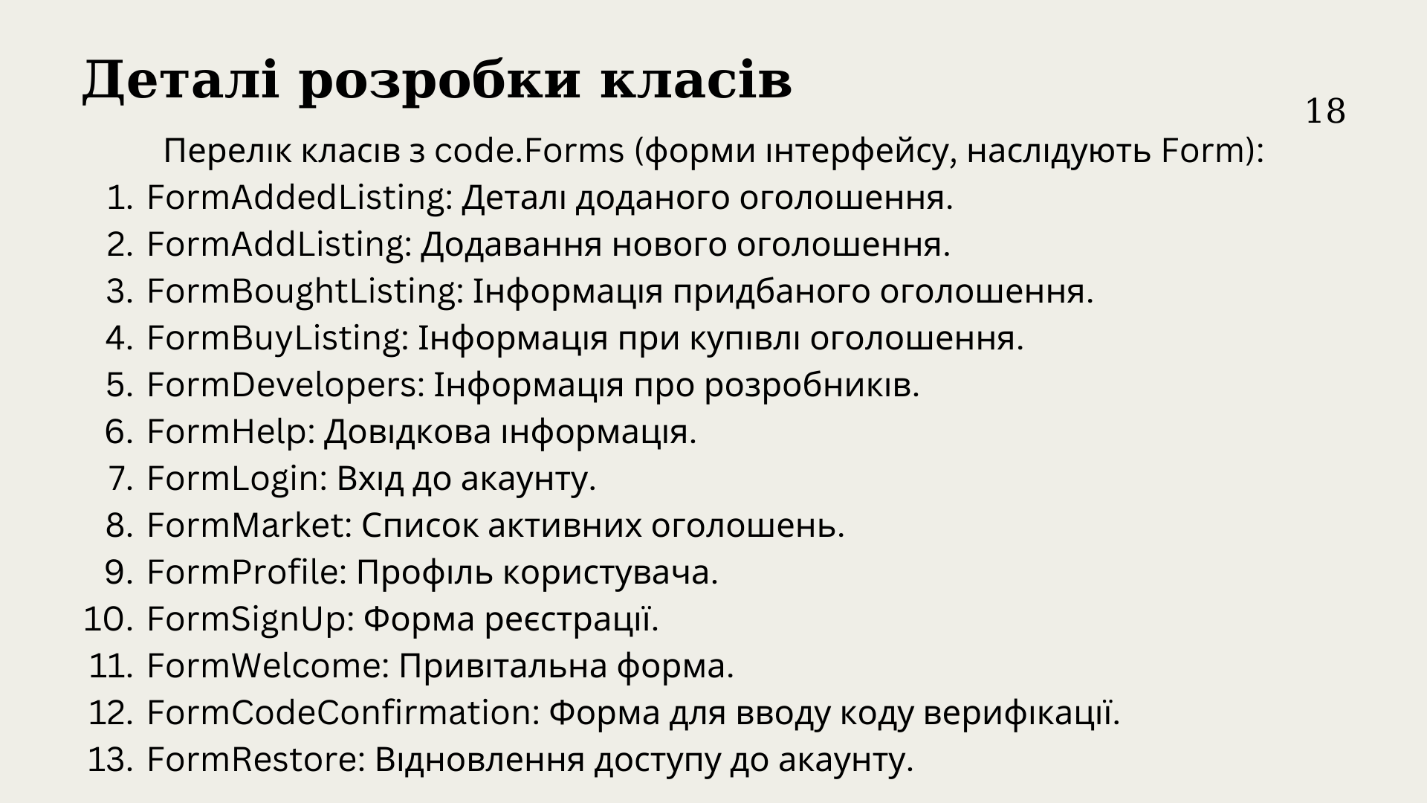 Деталі розробки класів
18
Перелік класів з code.Forms (форми інтерфейсу, наслідують Form):
1. FormAddedListing: Деталі доданого оголошення.
2. FormAddListing: Додавання нового оголошення.
3. FormBoughtListing: Інформація придбаного оголошення.
4. FormBuyListing: Інформація при купівлі оголошення.
5. FormDevelopers: Інформація про розробників.
6. FormHelp: Довідкова інформація.
7. FormLogin: Вхід до акаунту.
8. FormMarket: Список активних оголошень.
9. FormProfile: Профіль користувача.
10. FormSignUp: Форма реєстрації.
11. FormWelcome: Привітальна форма.
12. FormCodeConfirmation: Форма для вводу коду верифікації.
13. FormRestore: Відновлення доступу до акаунту.